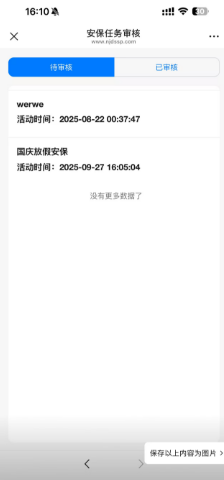 16:10
安保任务审核
待审核
已审核
werwe
活动时间：2025-08-22 00:37:47
国庆放假安保
活动时间：2025-09-27 16:05:04
没有更多数据了
保存以上内容为图片